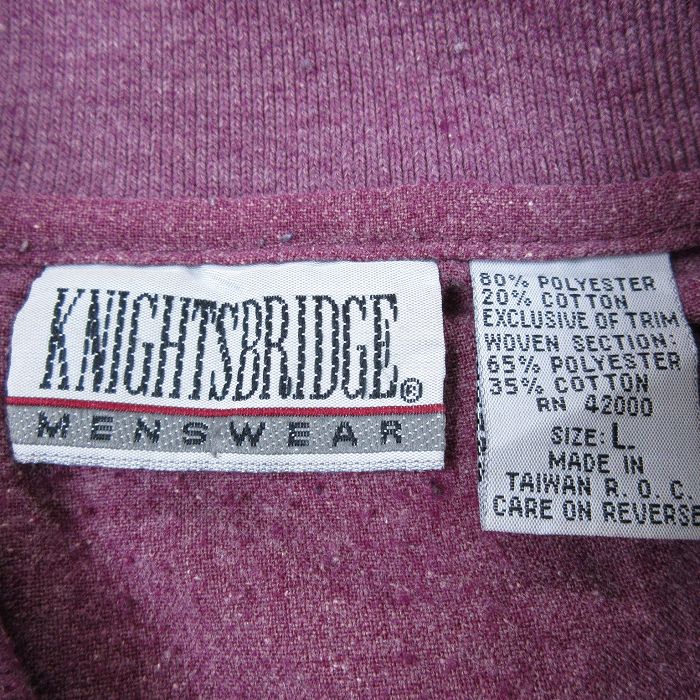 KNIGHTSBRIDGE®
MENSWEAR
80% POLYESTER
20% COTTON
EXCLUSIVE OF TRIM
WOVEN SECTION:
65% POLYESTER
35% COTTON
RN 42000
SIZE: L.
MADE IN
TAIWAN R. O. C.
CARE ON REVERSE